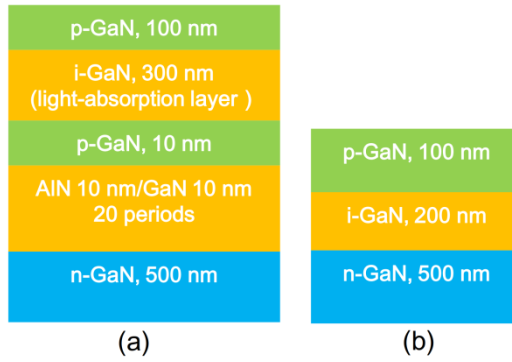 p-GaN, 100 nm
i-GaN, 300 nm
(light-absorption layer )
p-GaN, 10 nm
AlN 10 nm/GaN 10 nm
20 periods
n-GaN, 500 nm
(a)
p-GaN, 100 nm
i-GaN, 200 nm
n-GaN, 500 nm
(b)